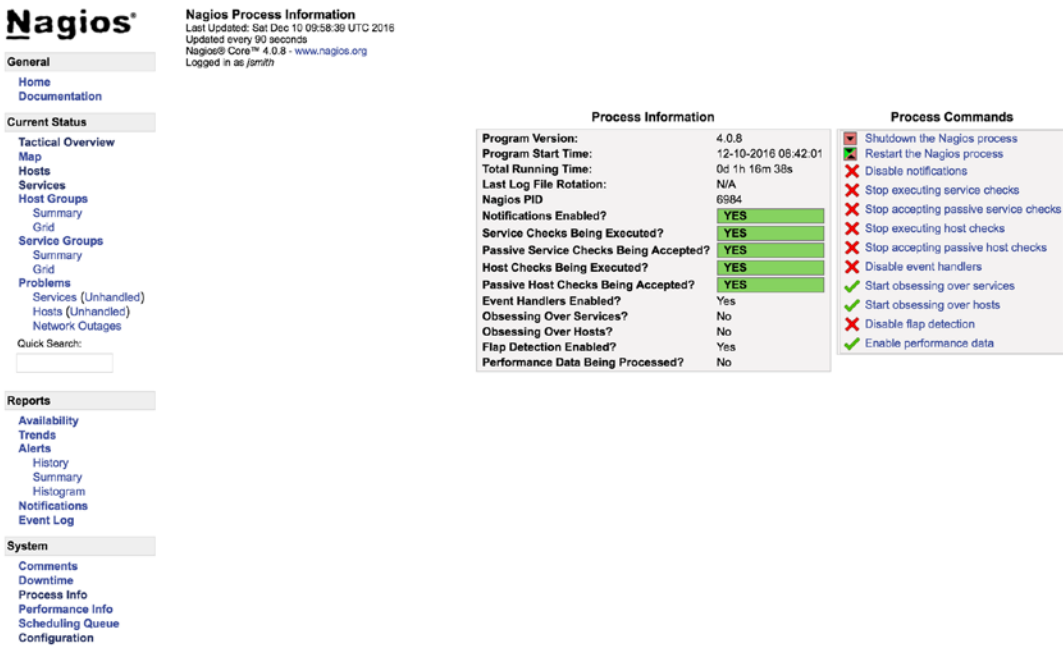 Nagios®
General
Home
Documentation
Current Status
Tactical Overview
Map
Hosts
Services
Host Groups
Summary
Grid
Service Groups
Summary
Grid
Problems
Services (Unhandled)
Hosts (Unhandled)
Network Outages
Quick Search:
Reports
Availability
Trends
Alerts
History
Summary
Histogram
Notifications
Event Log
System
Comments
Downtime
Process Info
Performance Info
Scheduling Queue
Configuration
Nagios Process Information
Last Updated: Sat Dec 10 09:58:39 UTC 2016
Updated every 90 seconds
Nagios® Core™ 4.0.8 - www.nagios.org
Logged in as jsmith
Process Information
Program Version: 4.0.8
Program Start Time: 12-10-2016 08:42:01
Total Running Time: 0d 1h 16m 38s
Last Log File Rotation: N/A
Nagios PID 6984
Notifications Enabled? YES
Service Checks Being Executed? YES
Passive Service Checks Being Accepted? YES
Host Checks Being Executed? YES
Passive Host Checks Being Accepted? YES
Event Handlers Enabled? Yes
Obsessing Over Services? No
Obsessing Over Hosts? No
Flap Detection Enabled? Yes
Performance Data Being Processed? No
Process Commands
Shutdown the Nagios process
Restart the Nagios process
Disable notifications
Stop executing service checks
Stop accepting passive service checks
Stop executing host checks
Stop accepting passive host checks
Disable event handlers
Start obsessing over services
Start obsessing over hosts
Disable flap detection
Enable performance data